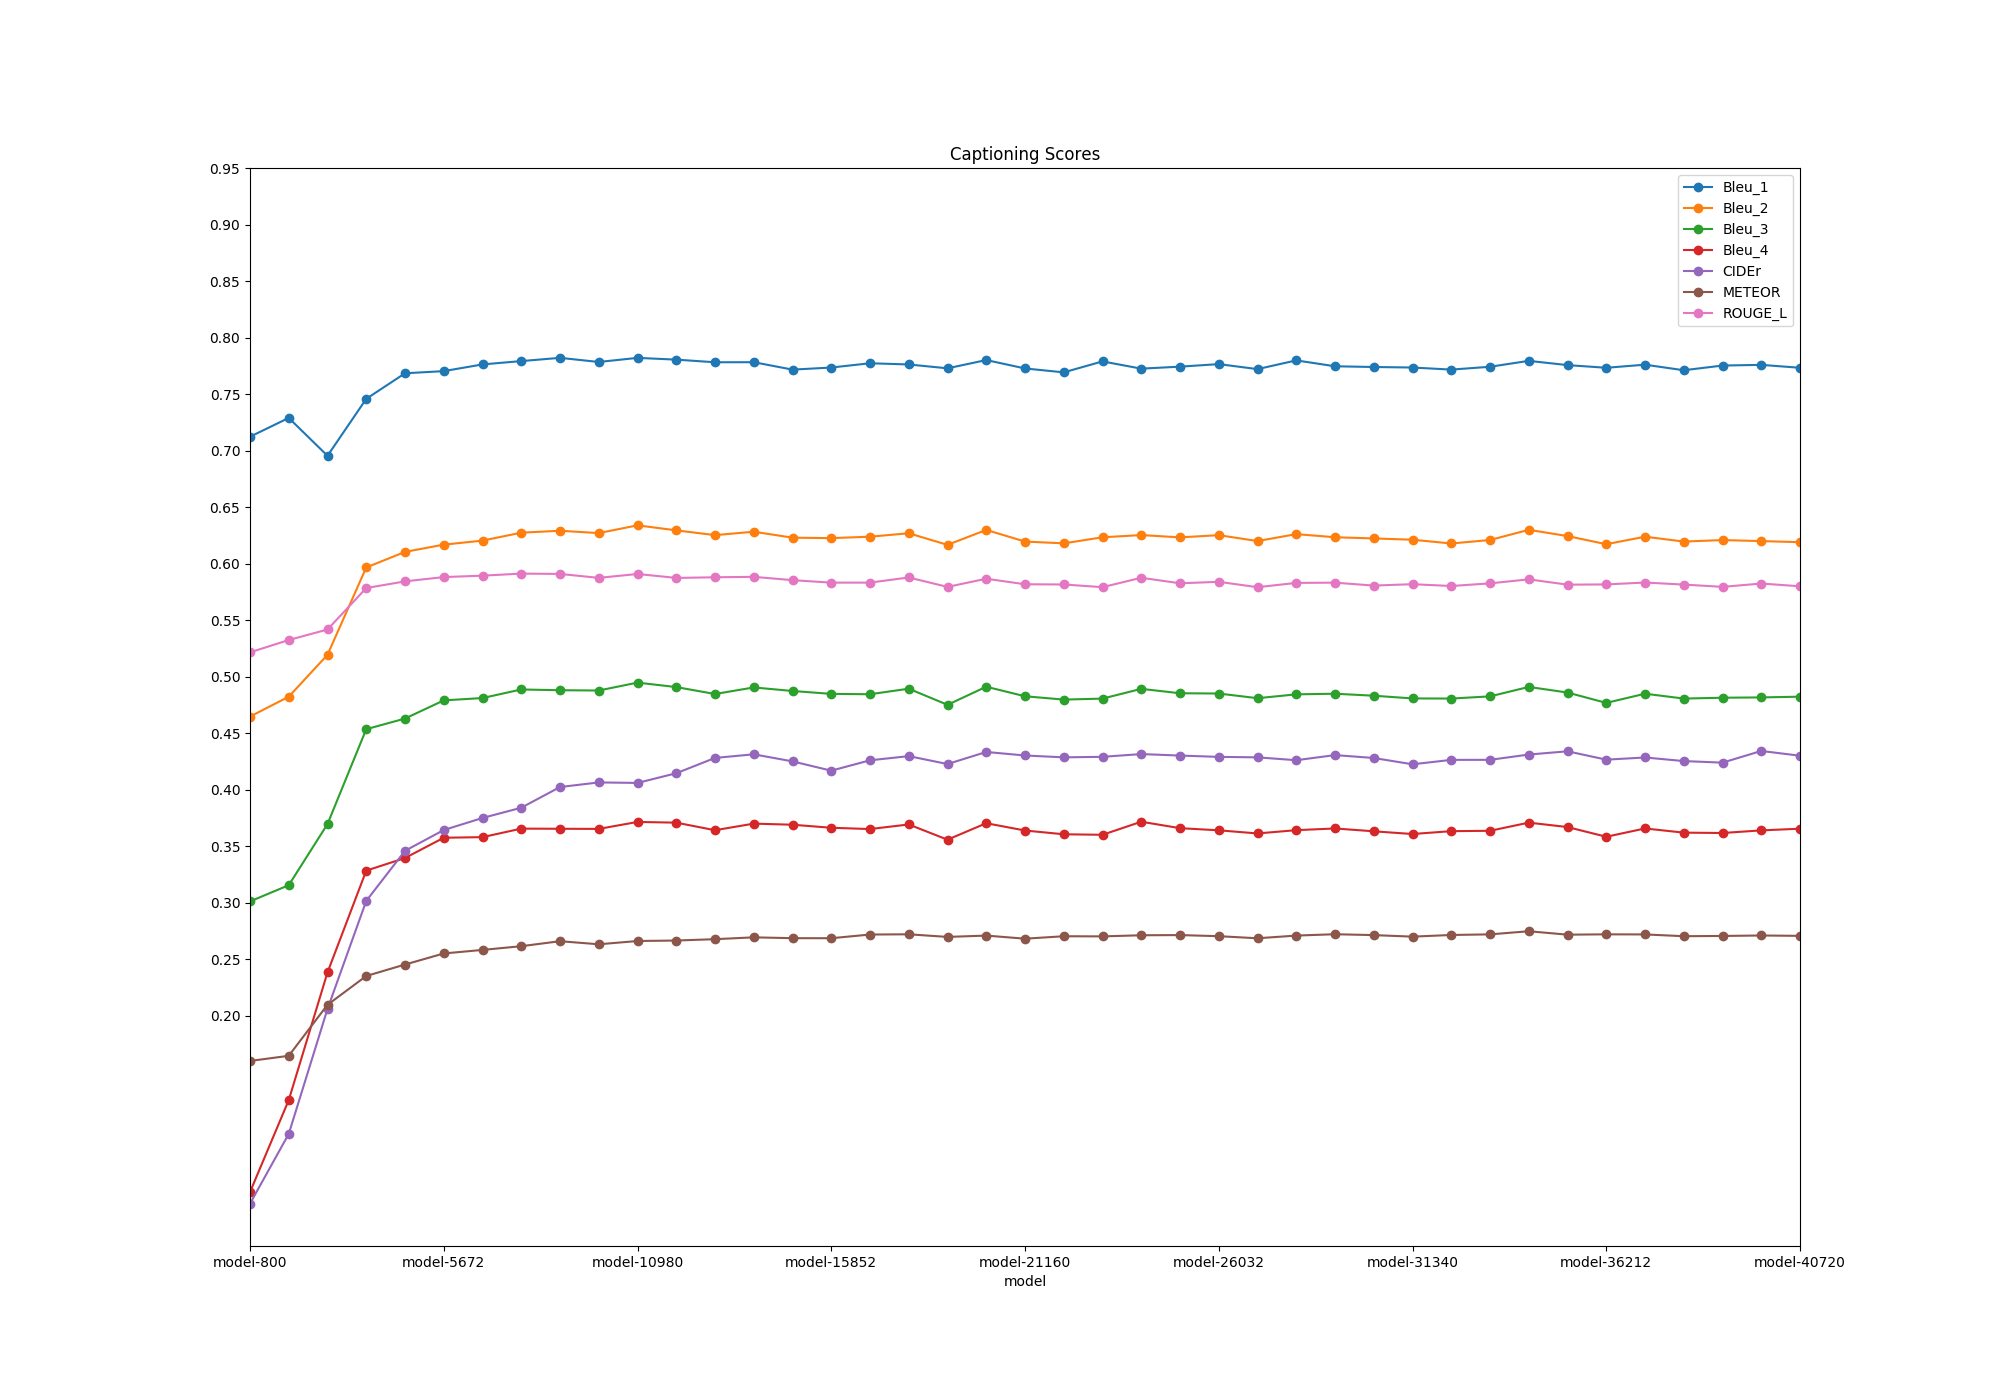 Captioning Scores
0.95
0.90
0.85
0.80
0.75
0.70
0.65
0.60
0.55
0.50
0.45
0.40
0.35
0.30
0.25
0.20
Bleu_1
Bleu_2
Bleu_3
Bleu_4
CIDEr
METEOR
ROUGE_L
model-800 model-5672 model-10980 model-15852 model-21160 model-26032 model-31340 model-36212 model-40720
model